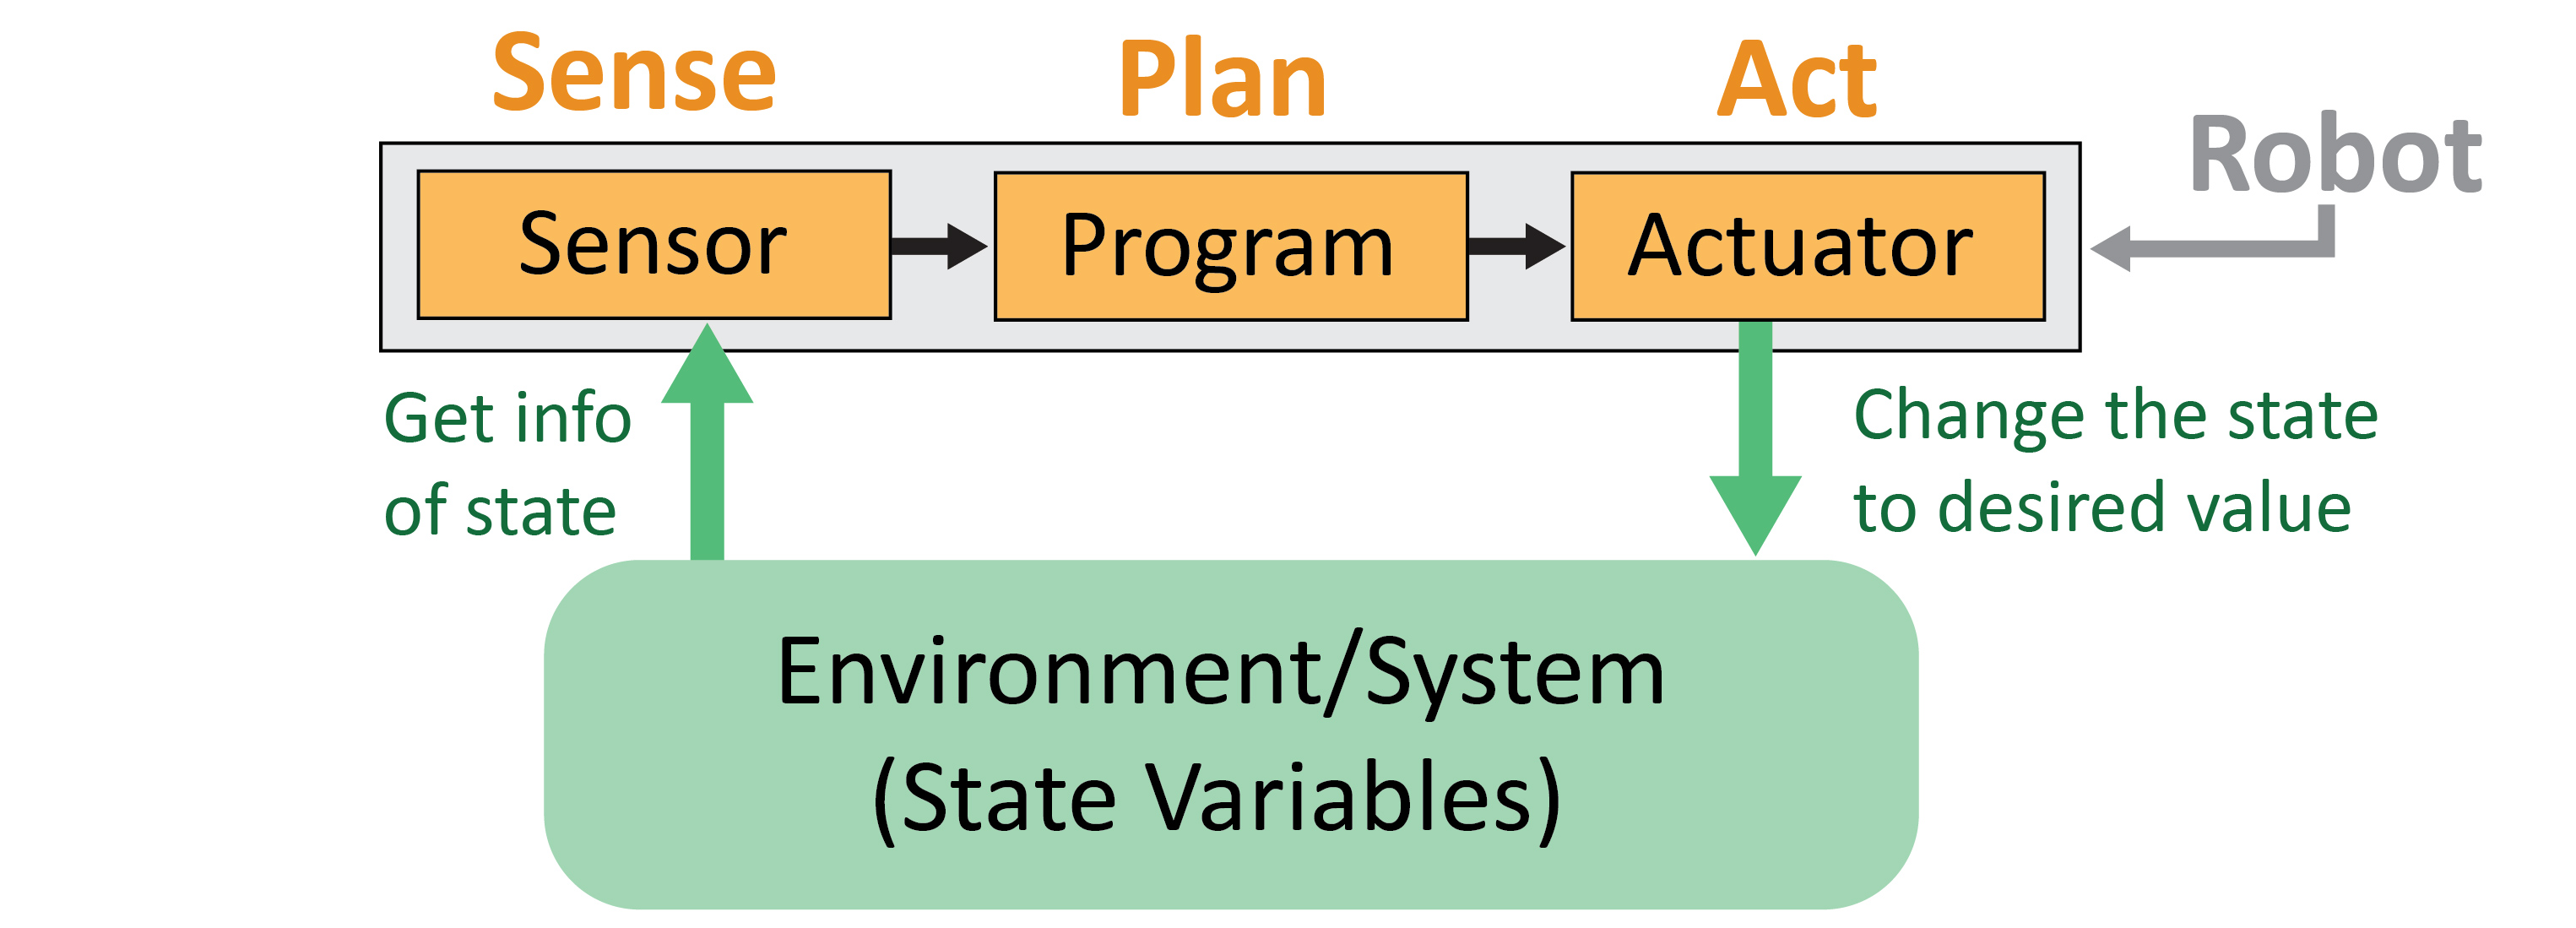 Sense
Plan
Act
Robot
Sensor
Program
Actuator
Get info
of state
Change the state
to desired value
Environment/System
(State Variables)